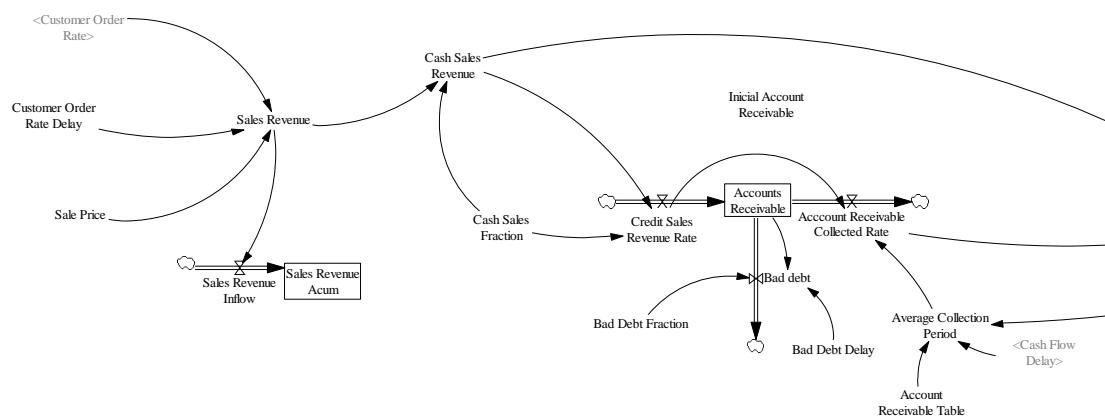 <Customer Order
Rate>
Cash Sales
Revenue
Customer Order
Rate Delay
Sales Revenue
Inicial Account
Receivable
Sale Price
Cash Sales
Fraction
Credit Sales
Revenue Rate
Accounts
Receivable
Acccount Receivable
Collected Rate
Sales Revenue
Inflow
Sales Revenue
Acum
Bad debt
Bad Debt Fraction
Bad Debt Delay
Average Collection
Period
<Cash Flow
Delay>
Account
Receivable Table